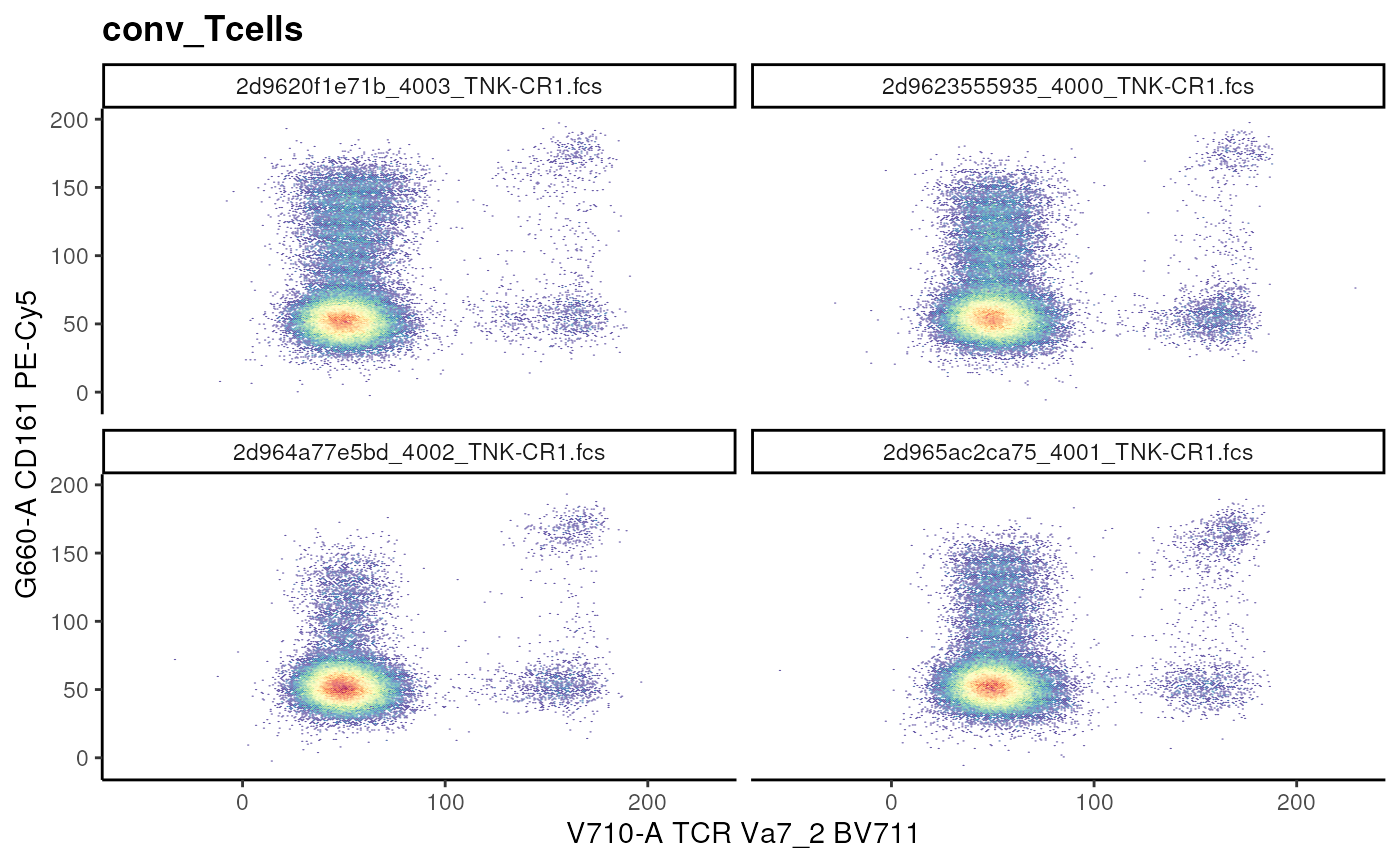 conv_Tcells
2d9620f1e71b_4003_TNK-CR1.fcs
2d9623555935_4000_TNK-CR1.fcs
200
150
100
50
0
G660-A CD161 PE-Cy5
2d964a77e5bd_4002_TNK-CR1.fcs
2d965ac2ca75_4001_TNK-CR1.fcs
200
150
100
50
0
0 100 200
0 100 200
V710-A TCR Va7_2 BV711